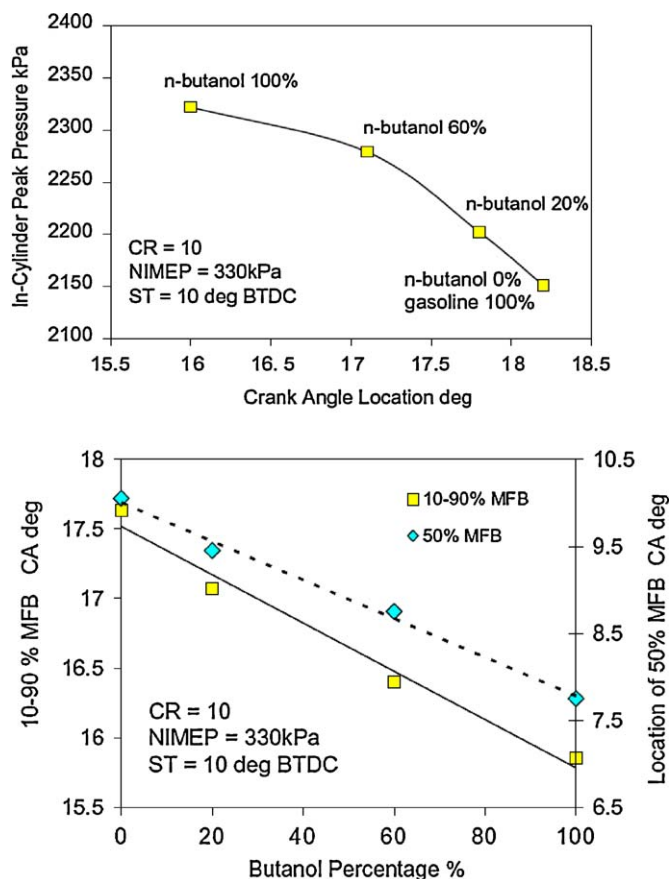 In-Cylinder Peak Pressure kPa
2400
2350
2300
2250
2200
2150
2100
n-butanol 100%
n-butanol 60%
n-butanol 20%
n-butanol 0%
gasoline 100%
CR = 10
NIMEP = 330kPa
ST = 10 deg BTDC
15.5 16 16.5 17 17.5 18 18.5
Crank Angle Location deg
10-90 % MFB CA deg
18
17.5
17
16.5
16
15.5
10-90% MFB
50% MFB
CR = 10
NIMEP = 330kPa
ST = 10 deg BTDC
10.5
9.5
8.5
7.5
6.5
Location of 50% MFB CA deg
0 20 40 60 80 100
Butanol Percentage %